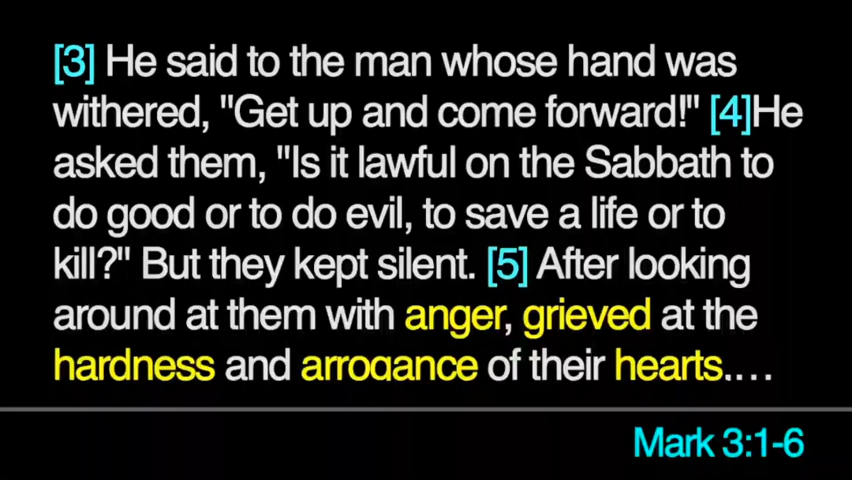 [3] He said to the man whose hand was
withered, "Get up and come forward!" [4]He
asked them, "Is it lawful on the Sabbath to
do good or to do evil, to save a life or to
kill?" But they kept silent. [5] After looking
around at them with anger, grieved at the
hardness and arrogance of their hearts.…
Mark 3:1-6